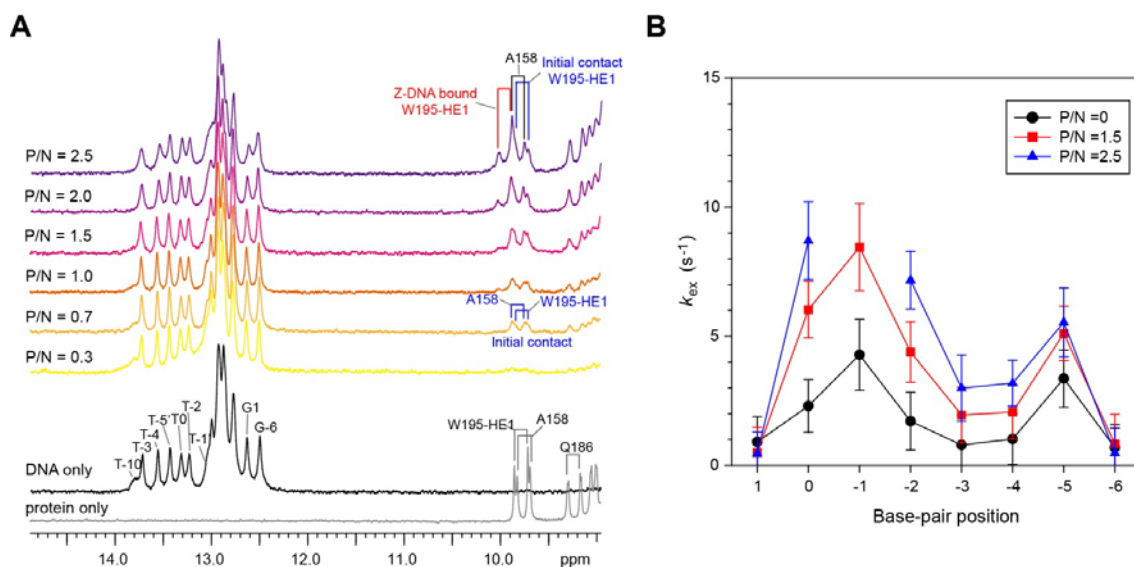 A
A158
Initial contact
W195-HE1
Z-DNA bound
W195-HE1
P/N = 2.5
P/N = 2.0
P/N = 1.5
P/N = 1.0
A158
W195-HE1
P/N = 0.7
Initial contact
P/N = 0.3
T-10
T-3
T-4
T-5'
T0
T-2
T-1
G1
G-6
W195-HE1
A158
Q186
DNA only
protein only
14.0 13.0 12.0 11.0 10.0 ppm
B
15
10
5
0
kex (s-1)
P/N =0
P/N =1.5
P/N =2.5
1 0 -1 -2 -3 -4 -5 -6
Base-pair position